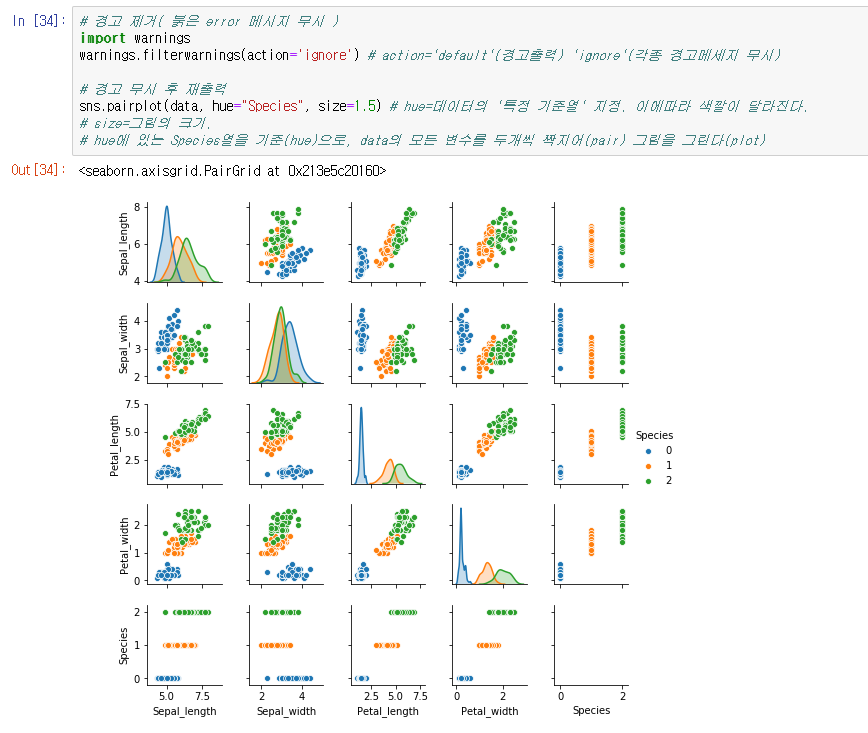 In [34]:
# 경고 제거( 붉은 error 메시지 무시 )
import warnings
warnings.filterwarnings(action='ignore') # action='default'(경고출력) 'ignore'(각종 경고메세지 무시)
# 경고 무시 후 재출력
sns.pairplot(data, hue="Species", size=1.5) # hue=데이터의 '특정 기준열' 지정. 이에따라 색깔이 달라진다.
# size=그림의 크기.
# hue에 있는 Species열을 기준(hue)으로, data의 모든 변수를 두개씩 짝지어(pair) 그림을 그린다(plot)
Out[34]: <seaborn.axisgrid.PairGrid at 0x213e5c20160>
8
6
4
Sepal_length
4
3
2
Sepal_width
7.5
5.0
2.5
Petal_length
Species
0
1
2
2
1
0
Petal_width
2
1
0
Species
5.0 7.5
2 4
2.5 5.0 7.5
0 2
0 2
Sepal_length
Sepal_width
Petal_length
Petal_width
Species